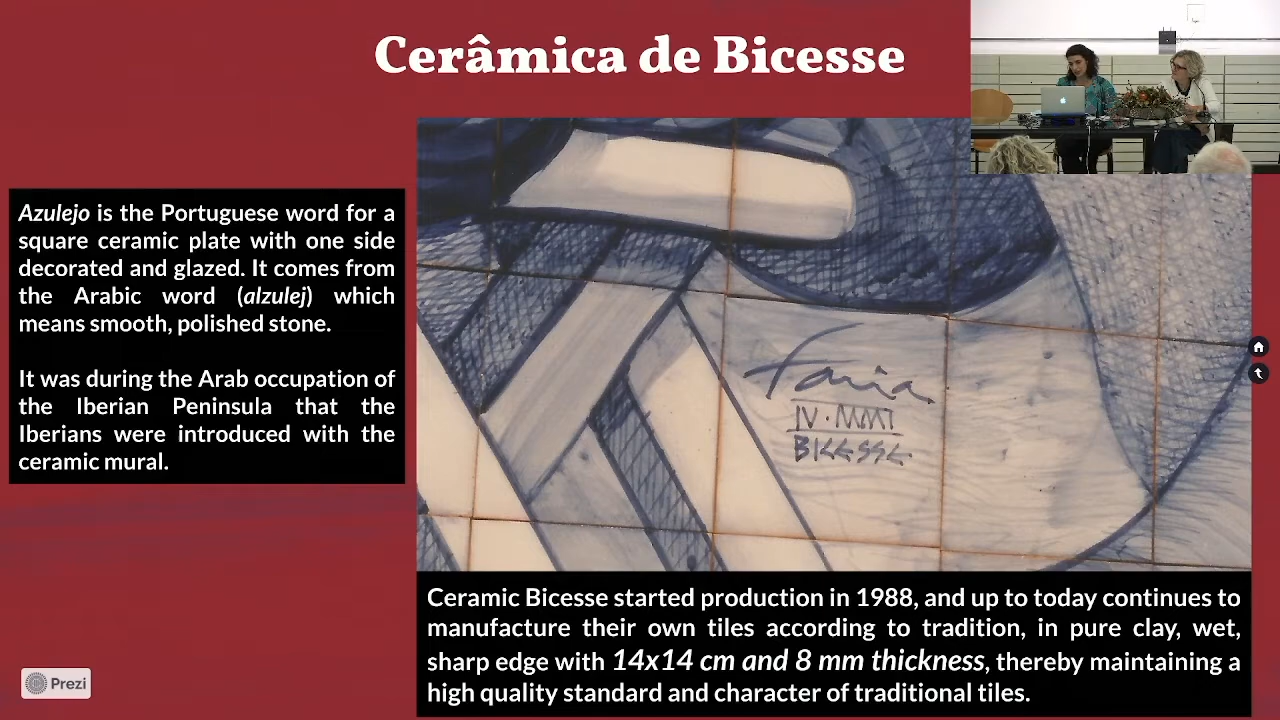 Cerâmica de Bicesse
Azulejo is the Portuguese word for a
square ceramic plate with one side
decorated and glazed. It comes from
the Arabic word (alzulej) which
means smooth, polished stone.
It was during the Arab occupation of
the Iberian Peninsula that the
Iberians were introduced with the
ceramic mural.
Faria
IV·MMI
BICESSE
Ceramic Bicesse started production in 1988, and up to today continues to
manufacture their own tiles according to tradition, in pure clay, wet,
sharp edge with 14x14 cm and 8 mm thickness, thereby maintaining a
high quality standard and character of traditional tiles.
Prezi